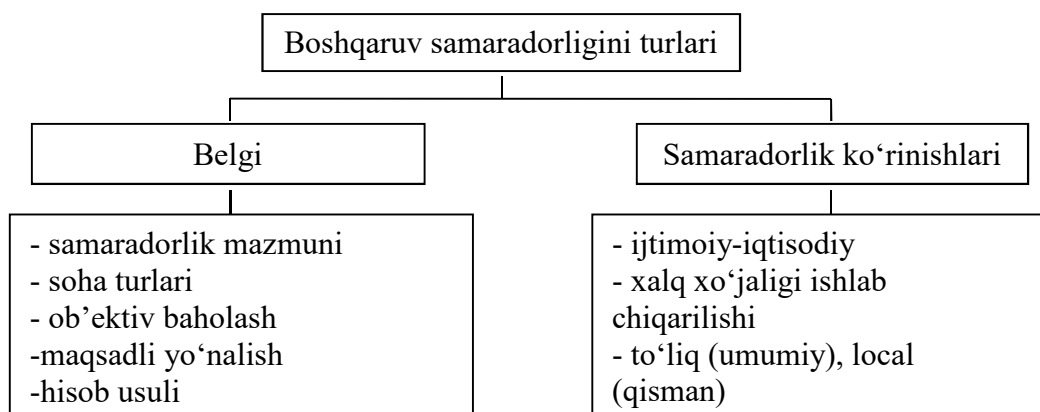 Boshqaruv samaradorligini turlari
Belgi
Samaradorlik ko‘rinishlari
- samaradorlik mazmuni
- soha turlari
- ob’ektiv baholash
-maqsadli yo‘nalish
-hisob usuli
- ijtimoiy-iqtisodiy
- xalq xo‘jaligi ishlab
chiqarilishi
- to‘liq (umumiy), local
(qisman)